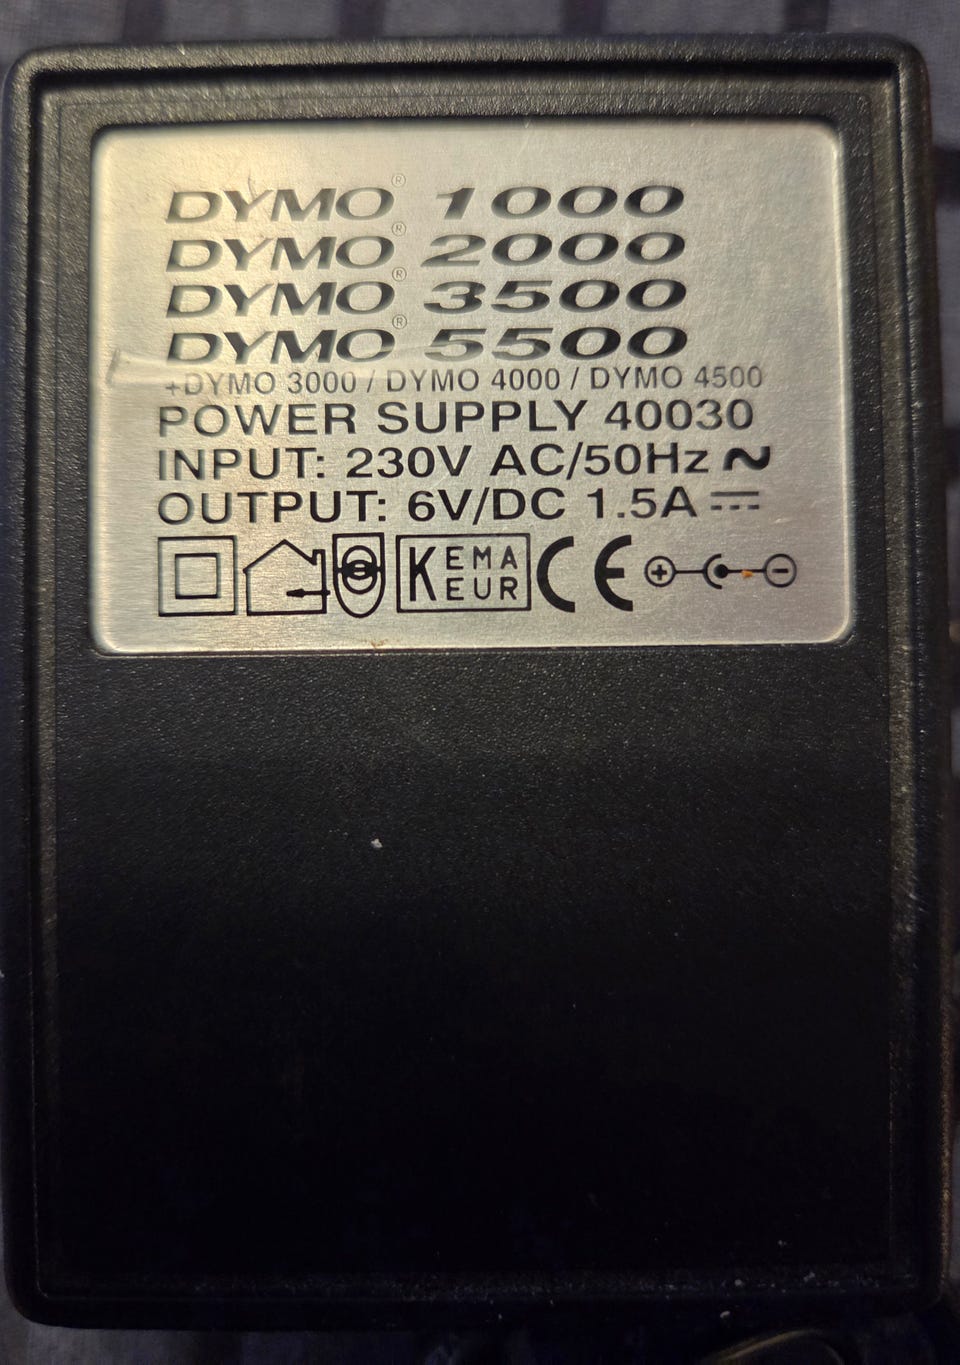 DYMO® 1000
DYMO® 2000
DYMO® 3500
DYMO® 5500
+DYMO 3000 / DYMO 4000 / DYMO 4500
POWER SUPPLY 40030
INPUT: 230V AC/50Hz ~
OUTPUT: 6V/DC 1.5A ⎓
KEMA
KEUR CE + -